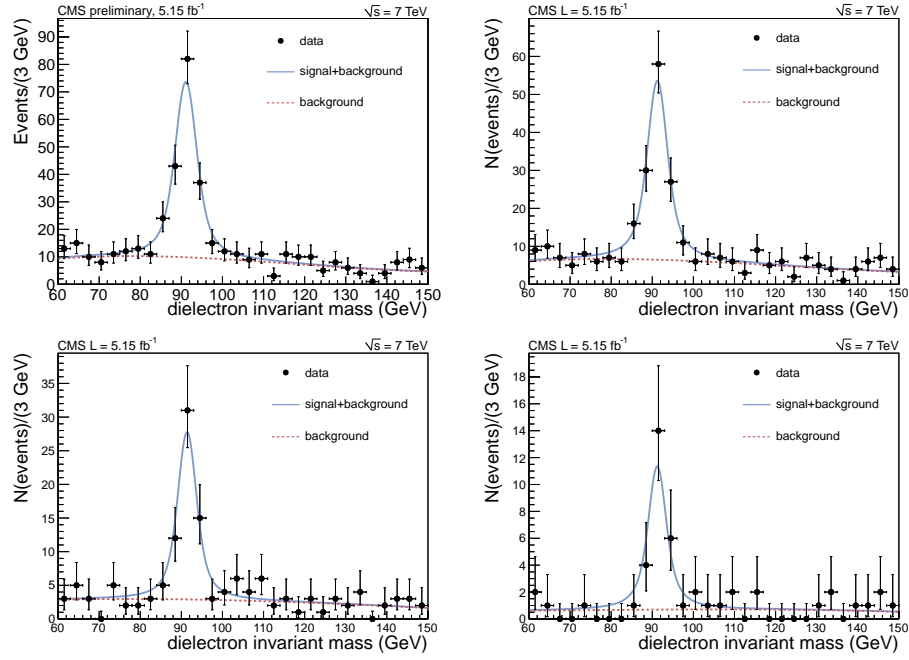 CMS preliminary, 5.15 fb⁻¹ √s = 7 TeV
Events/(3 GeV)
data
signal+background
background
90
80
70
60
50
40
30
20
10
0
60 70 80 90 100 110 120 130 140 150
dielectron invariant mass (GeV)
CMS L = 5.15 fb⁻¹ √s = 7 TeV
N(events)/(3 GeV)
data
signal+background
background
60
50
40
30
20
10
0
60 70 80 90 100 110 120 130 140 150
dielectron invariant mass (GeV)
CMS L = 5.15 fb⁻¹ √s = 7 TeV
N(events)/(3 GeV)
data
signal+background
background
35
30
25
20
15
10
5
0
60 70 80 90 100 110 120 130 140 150
dielectron invariant mass (GeV)
CMS L = 5.15 fb⁻¹ √s = 7 TeV
N(events)/(3 GeV)
data
signal+background
background
18
16
14
12
10
8
6
4
2
0
60 70 80 90 100 110 120 130 140 150
dielectron invariant mass (GeV)